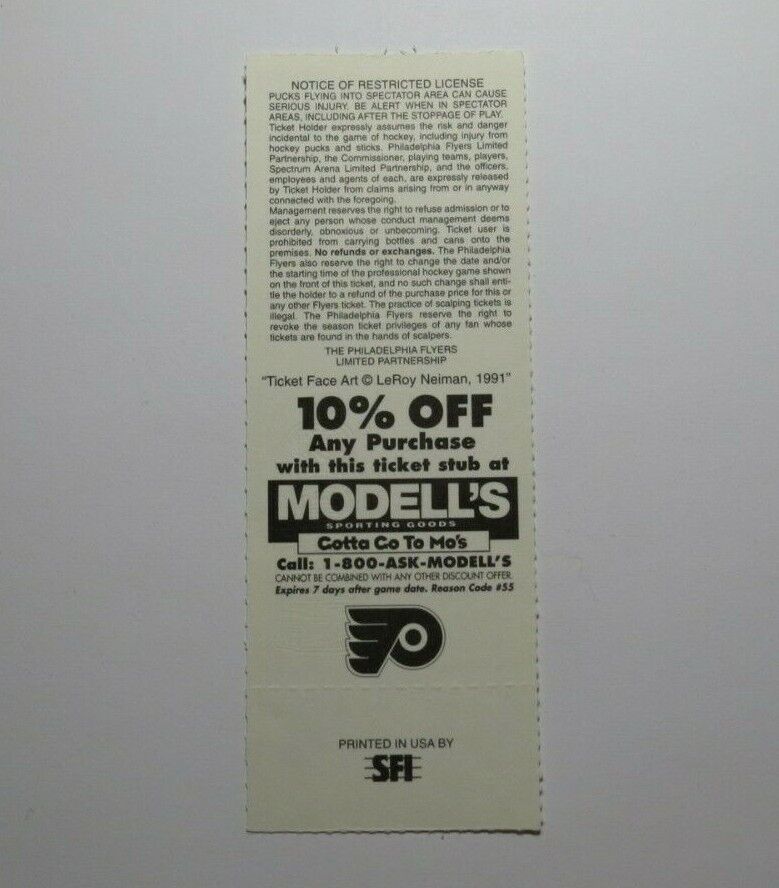 NOTICE OF RESTRICTED LICENSE
PUCKS FLYING INTO SPECTATOR AREA CAN CAUSE
SERIOUS INJURY. BE ALERT WHEN IN SPECTATOR
AREAS, INCLUDING AFTER THE STOPPAGE OF PLAY.
Ticket Holder expressly assumes the risk and danger
incidental to the game of hockey, including injury from
hockey pucks and sticks. Philadelphia Flyers Limited
Partnership, the Commissioner, playing teams, players,
Spectrum Arena Limited Partnership, and the officers,
employees and agents of each, are expressly released
by Ticket Holder from claims arising from or in anyway
connected with the foregoing.
Management reserves the right to refuse admission or to
eject any person whose conduct management deems
disorderly, obnoxious or unbecoming. Ticket user is
prohibited from carrying bottles and cans onto the
premises. No refunds or exchanges. The Philadelphia
Flyers also reserve the right to change the date and/or
the starting time of the professional hockey game shown
on the front of this ticket, and no such change shall enti-
tle the holder to a refund of the purchase price for this or
any other Flyers ticket. The practice of scalping tickets is
illegal. The Philadelphia Flyers reserve the right to
revoke the season ticket privileges of any fan whose
tickets are found in the hands of scalpers.
THE PHILADELPHIA FLYERS
LIMITED PARTNERSHIP
"Ticket Face Art © LeRoy Neiman, 1991"
10% OFF
Any Purchase
with this ticket stub at
MODELL'S
SPORTING GOODS
Gotta Go To Mo's
Call: 1-800-ASK-MODELL'S
CANNOT BE COMBINED WITH ANY OTHER DISCOUNT OFFER.
Expires 7 days after game date. Reason Code #55
PRINTED IN USA BY
SFI